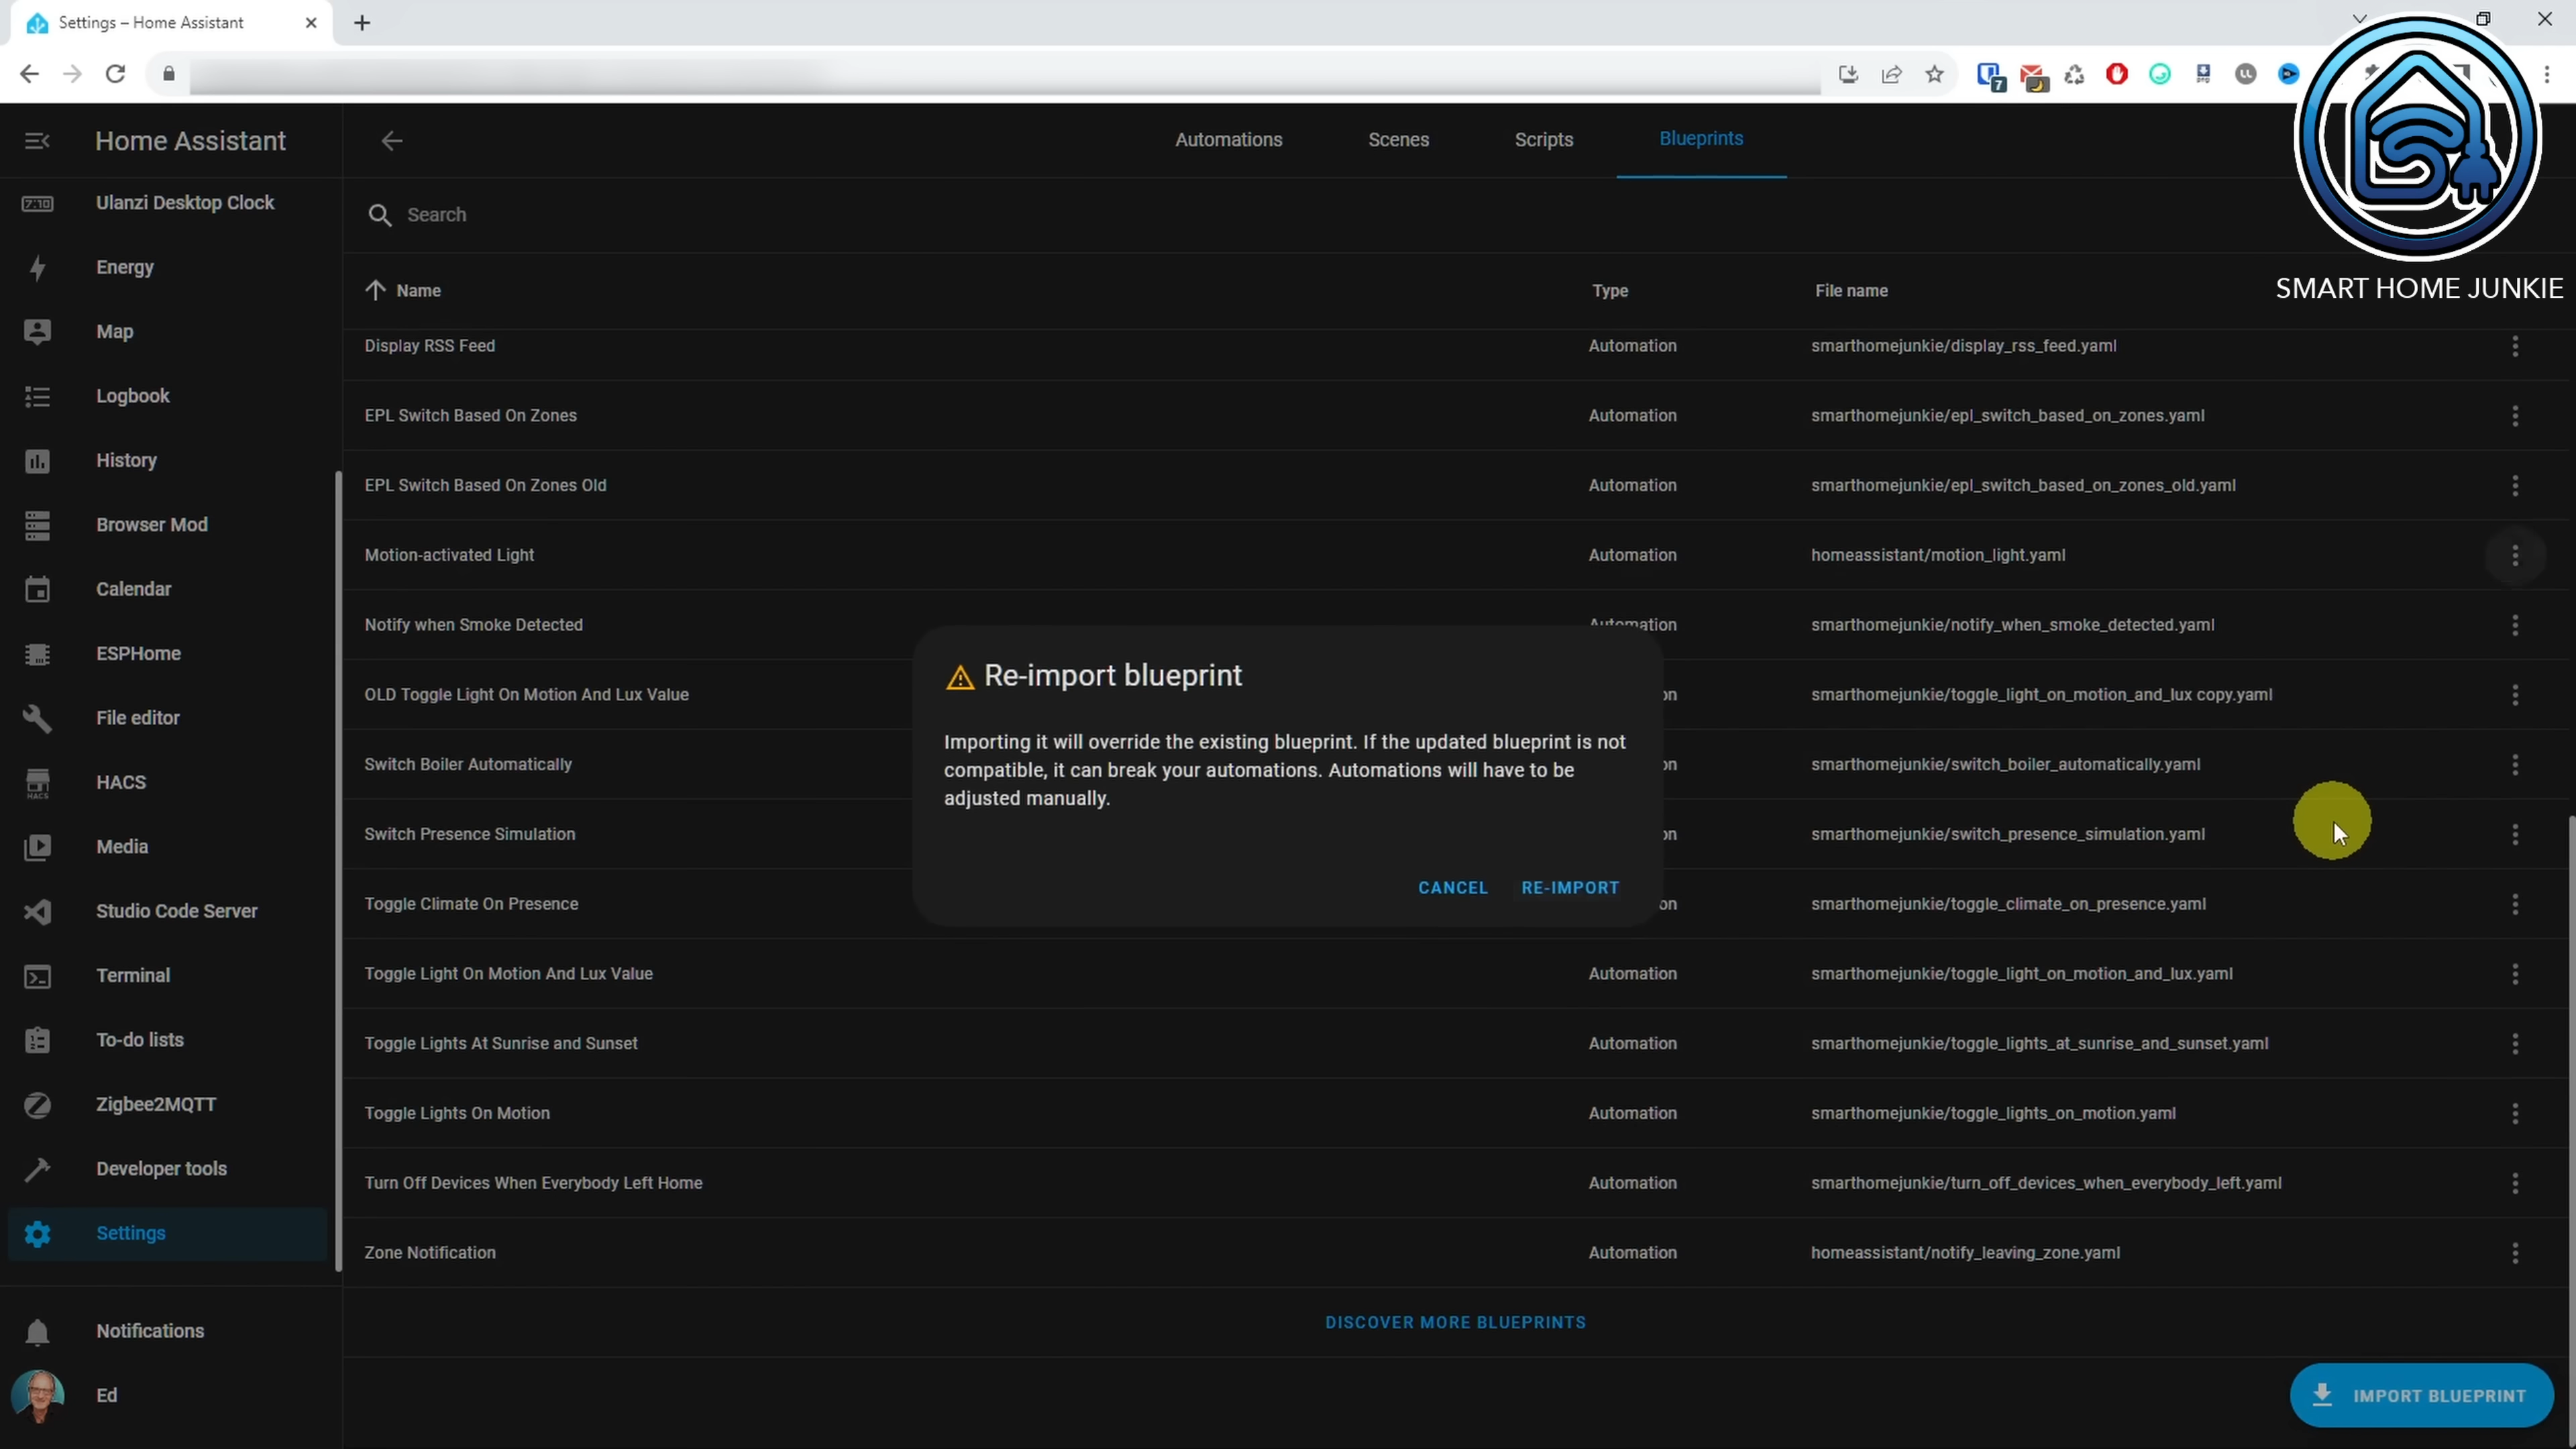 Settings – Home Assistant
7
Home Assistant
Automations
Scenes
Scripts
Blueprints
SMART HOME JUNKIE
7:10
Ulanzi Desktop Clock
Energy
Map
Logbook
History
Browser Mod
Calendar
ESPHome
File editor
HACS
HACS
Media
Studio Code Server
Terminal
To-do lists
Zigbee2MQTT
Developer tools
Settings
Notifications
Ed
Search
Name
Type
File name
Display RSS Feed
Automation
smarthomejunkie/display_rss_feed.yaml
EPL Switch Based On Zones
Automation
smarthomejunkie/epl_switch_based_on_zones.yaml
EPL Switch Based On Zones Old
Automation
smarthomejunkie/epl_switch_based_on_zones_old.yaml
Motion-activated Light
Automation
homeassistant/motion_light.yaml
Notify when Smoke Detected
Automation
smarthomejunkie/notify_when_smoke_detected.yaml
OLD Toggle Light On Motion And Lux Value
on
smarthomejunkie/toggle_light_on_motion_and_lux copy.yaml
Switch Boiler Automatically
on
smarthomejunkie/switch_boiler_automatically.yaml
Switch Presence Simulation
on
smarthomejunkie/switch_presence_simulation.yaml
Toggle Climate On Presence
on
smarthomejunkie/toggle_climate_on_presence.yaml
Toggle Light On Motion And Lux Value
Automation
smarthomejunkie/toggle_light_on_motion_and_lux.yaml
Toggle Lights At Sunrise and Sunset
Automation
smarthomejunkie/toggle_lights_at_sunrise_and_sunset.yaml
Toggle Lights On Motion
Automation
smarthomejunkie/toggle_lights_on_motion.yaml
Turn Off Devices When Everybody Left Home
Automation
smarthomejunkie/turn_off_devices_when_everybody_left.yaml
Zone Notification
Automation
homeassistant/notify_leaving_zone.yaml
Re-import blueprint
Importing it will override the existing blueprint. If the updated blueprint is not
compatible, it can break your automations. Automations will have to be
adjusted manually.
CANCEL
RE-IMPORT
DISCOVER MORE BLUEPRINTS
IMPORT BLUEPRINT